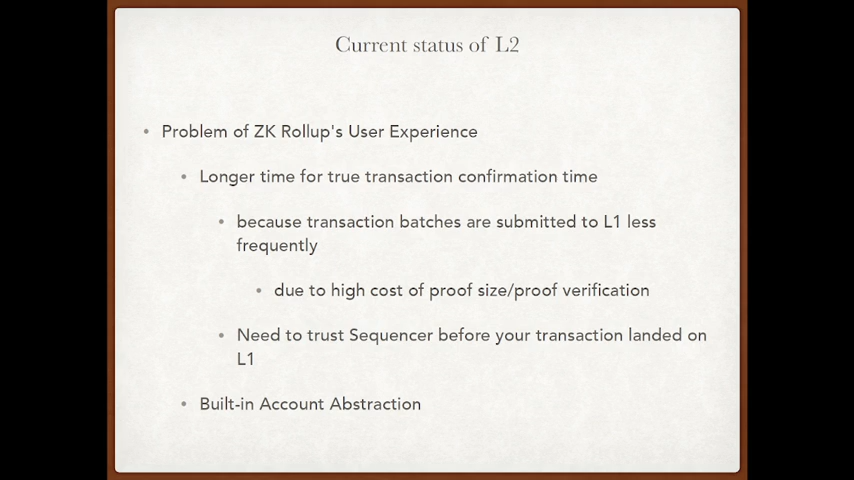 Current status of L2
• Problem of ZK Rollup's User Experience
• Longer time for true transaction confirmation time
• because transaction batches are submitted to L1 less
frequently
• due to high cost of proof size/proof verification
• Need to trust Sequencer before your transaction landed on
L1
• Built-in Account Abstraction